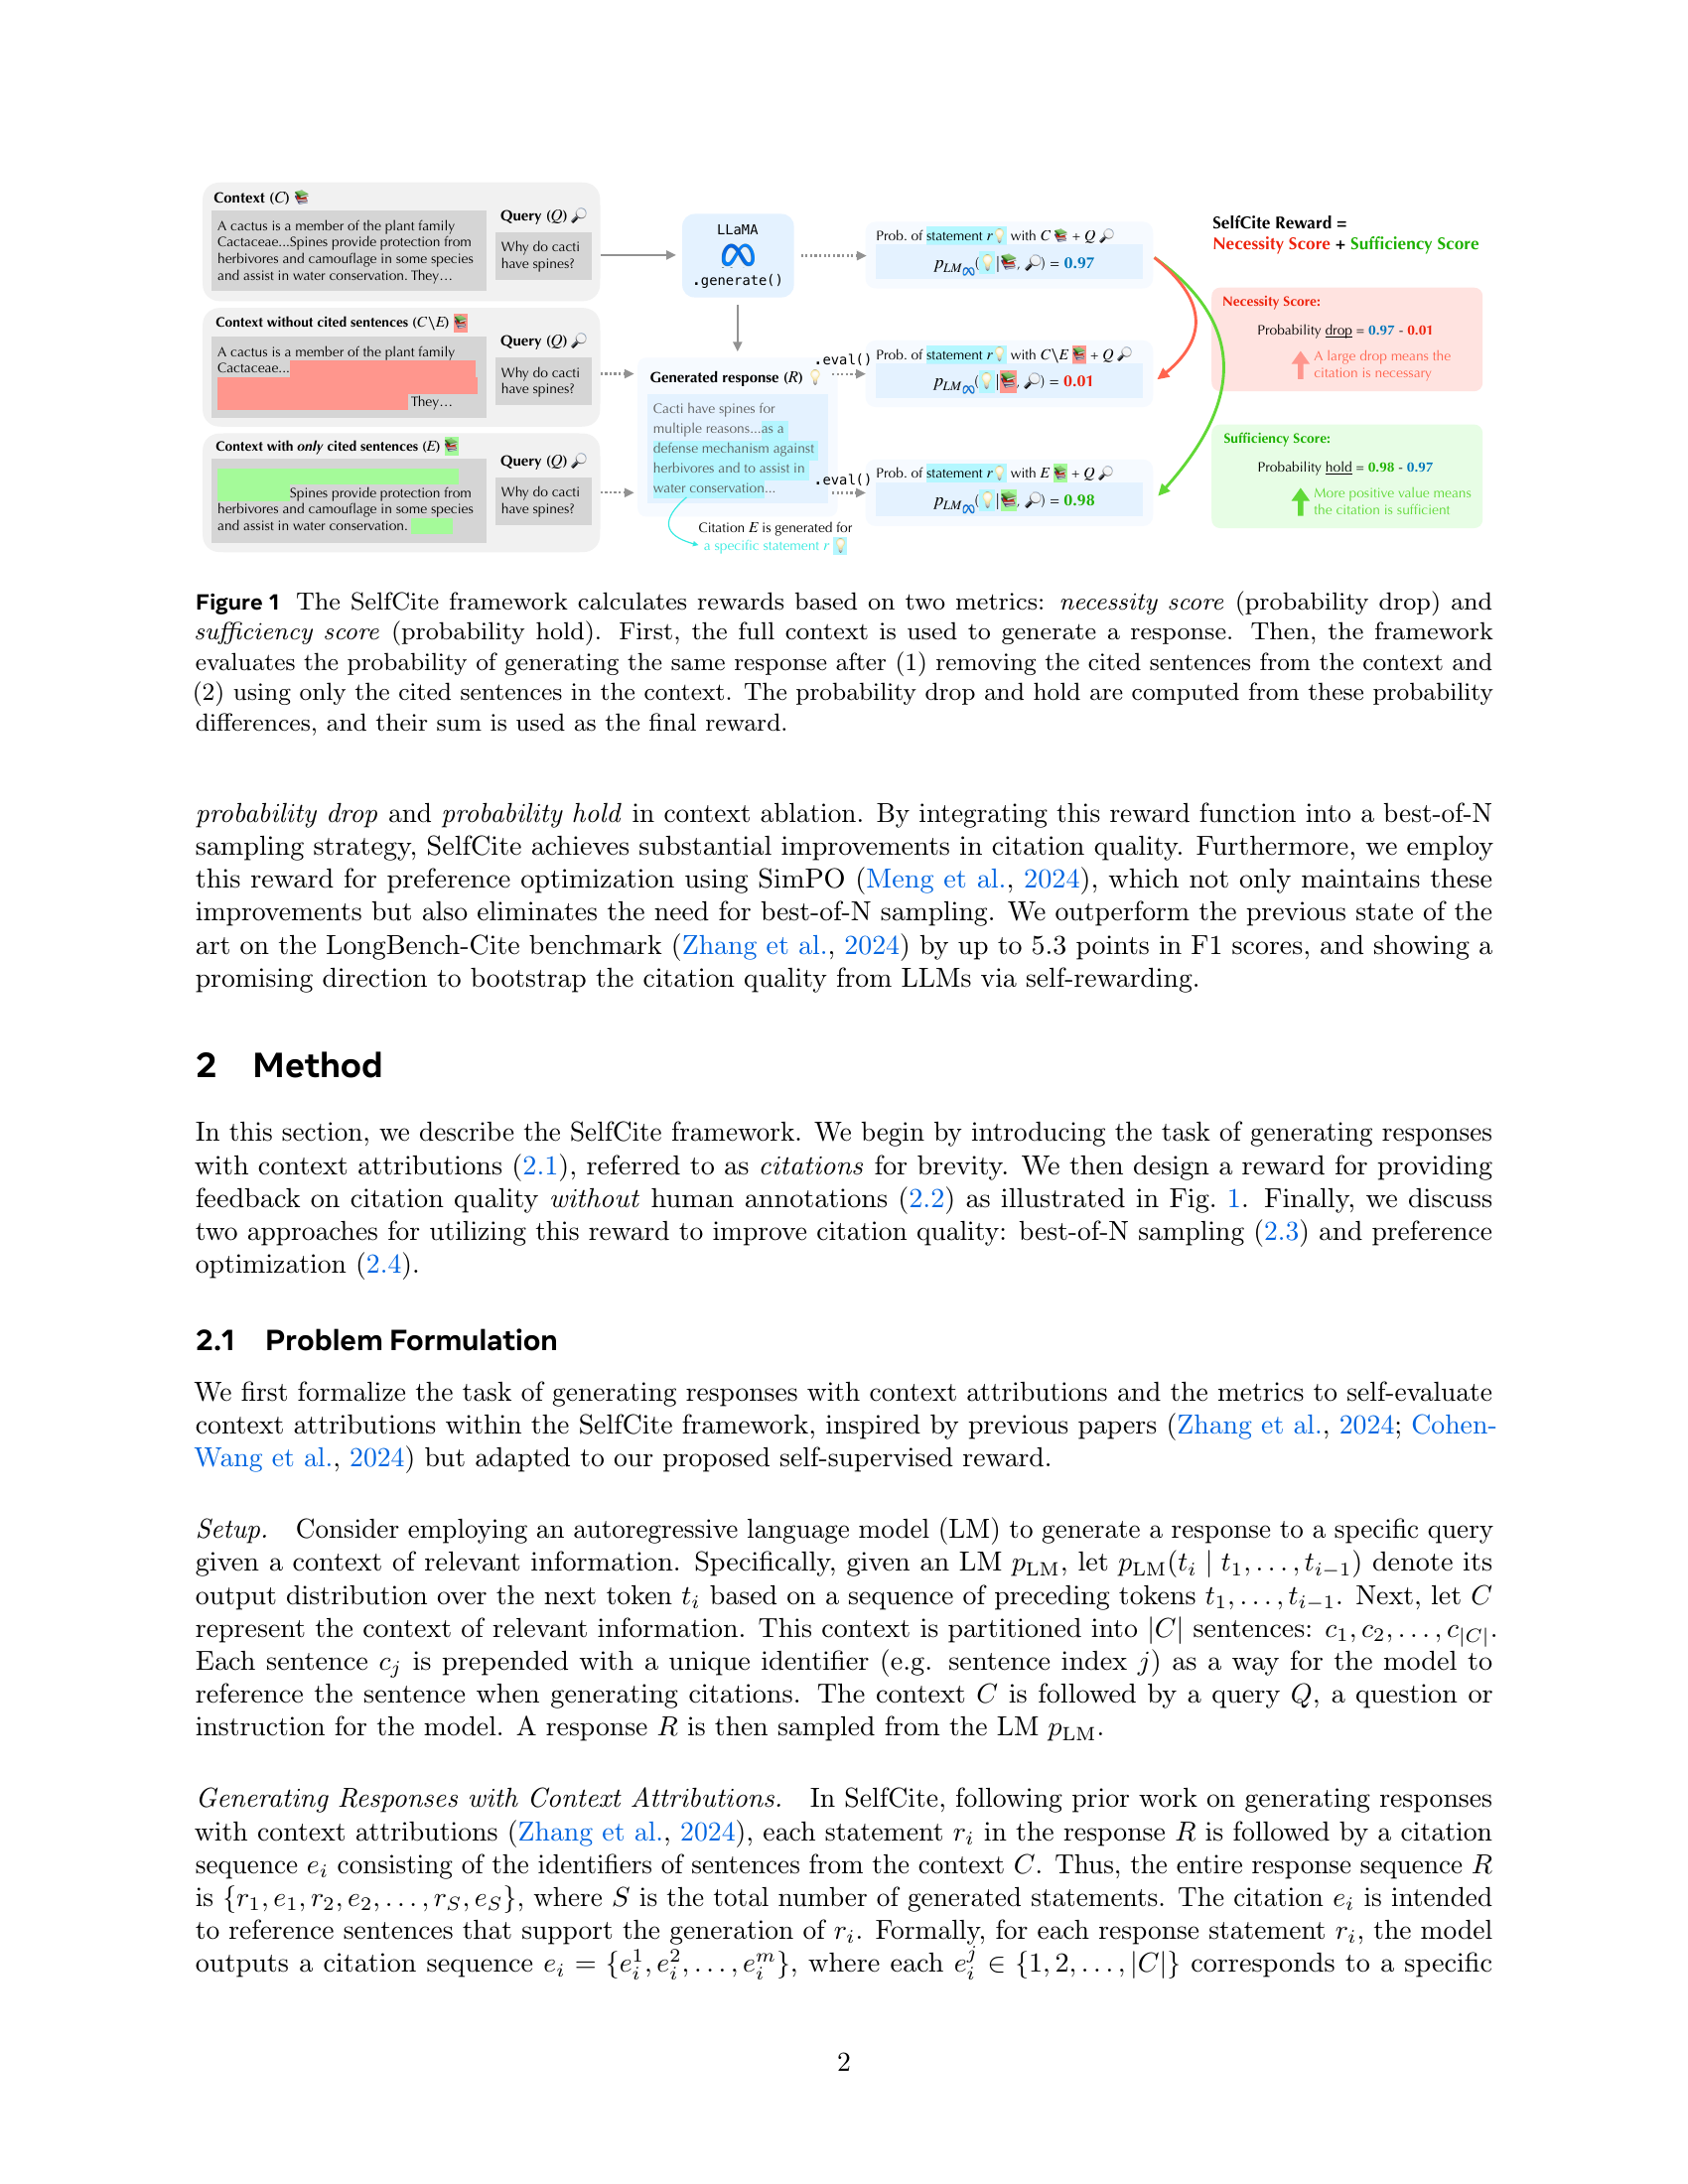 Context (C)
A cactus is a member of the plant family
Cactaceae...Spines provide protection from
herbivores and camouflage in some species
and assist in water conservation. They...
Query (Q)
Why do cacti
have spines?
Context without cited sentences (C\E)
A cactus is a member of the plant family
Cactaceae...
They...
Query (Q)
Why do cacti
have spines?
Context with only cited sentences (E)
Spines provide protection from
herbivores and camouflage in some species
and assist in water conservation.
Query (Q)
Why do cacti
have spines?
LLaMA
.generate()
Generated response (R)
Cacti have spines for
multiple reasons...as a
defense mechanism against
herbivores and to assist in
water conservation...
Citation E is generated for
a specific statement r
.eval()
.eval()
Prob. of statement r with C + Q
p_LM(💡|📚, 🔎) = 0.97
Prob. of statement r with C\E + Q
p_LM(💡|📚, 🔎) = 0.01
Prob. of statement r with E + Q
p_LM(💡|📚, 🔎) = 0.98
SelfCite Reward =
Necessity Score + Sufficiency Score
Necessity Score:
Probability drop = 0.97 - 0.01
A large drop means the
citation is necessary
Sufficiency Score:
Probability hold = 0.98 - 0.97
More positive value means
the citation is sufficient
Figure 1 The SelfCite framework calculates rewards based on two metrics: necessity score (probability drop) and
sufficiency score (probability hold). First, the full context is used to generate a response. Then, the framework
evaluates the probability of generating the same response after (1) removing the cited sentences from the context and
(2) using only the cited sentences in the context. The probability drop and hold are computed from these probability
differences, and their sum is used as the final reward.
probability drop and probability hold in context ablation. By integrating this reward function into a best-of-N
sampling strategy, SelfCite achieves substantial improvements in citation quality. Furthermore, we employ
this reward for preference optimization using SimPO (Meng et al., 2024), which not only maintains these
improvements but also eliminates the need for best-of-N sampling. We outperform the previous state of the
art on the LongBench-Cite benchmark (Zhang et al., 2024) by up to 5.3 points in F1 scores, and showing a
promising direction to bootstrap the citation quality from LLMs via self-rewarding.
2 Method
In this section, we describe the SelfCite framework. We begin by introducing the task of generating responses
with context attributions (2.1), referred to as citations for brevity. We then design a reward for providing
feedback on citation quality without human annotations (2.2) as illustrated in Fig. 1. Finally, we discuss
two approaches for utilizing this reward to improve citation quality: best-of-N sampling (2.3) and preference
optimization (2.4).
2.1 Problem Formulation
We first formalize the task of generating responses with context attributions and the metrics to self-evaluate
context attributions within the SelfCite framework, inspired by previous papers (Zhang et al., 2024; Cohen-
Wang et al., 2024) but adapted to our proposed self-supervised reward.
Setup. Consider employing an autoregressive language model (LM) to generate a response to a specific query
given a context of relevant information. Specifically, given an LM p_LM, let p_LM(t_i | t_1, . . . , t_{i−1}) denote its
output distribution over the next token t_i based on a sequence of preceding tokens t_1, . . . , t_{i−1}. Next, let C
represent the context of relevant information. This context is partitioned into |C| sentences: c_1, c_2, . . . , c_{|C|}.
Each sentence c_j is prepended with a unique identifier (e.g. sentence index j) as a way for the model to
reference the sentence when generating citations. The context C is followed by a query Q, a question or
instruction for the model. A response R is then sampled from the LM p_LM.
Generating Responses with Context Attributions. In SelfCite, following prior work on generating responses
with context attributions (Zhang et al., 2024), each statement r_i in the response R is followed by a citation
sequence e_i consisting of the identifiers of sentences from the context C. Thus, the entire response sequence R
is {r_1, e_1, r_2, e_2, . . . , r_S, e_S}, where S is the total number of generated statements. The citation e_i is intended
to reference sentences that support the generation of r_i. Formally, for each response statement r_i, the model
outputs a citation sequence e_i = {e_i^1, e_i^2, . . . , e_i^m}, where each e_i^j ∈ {1, 2, . . . , |C|} corresponds to a specific
2